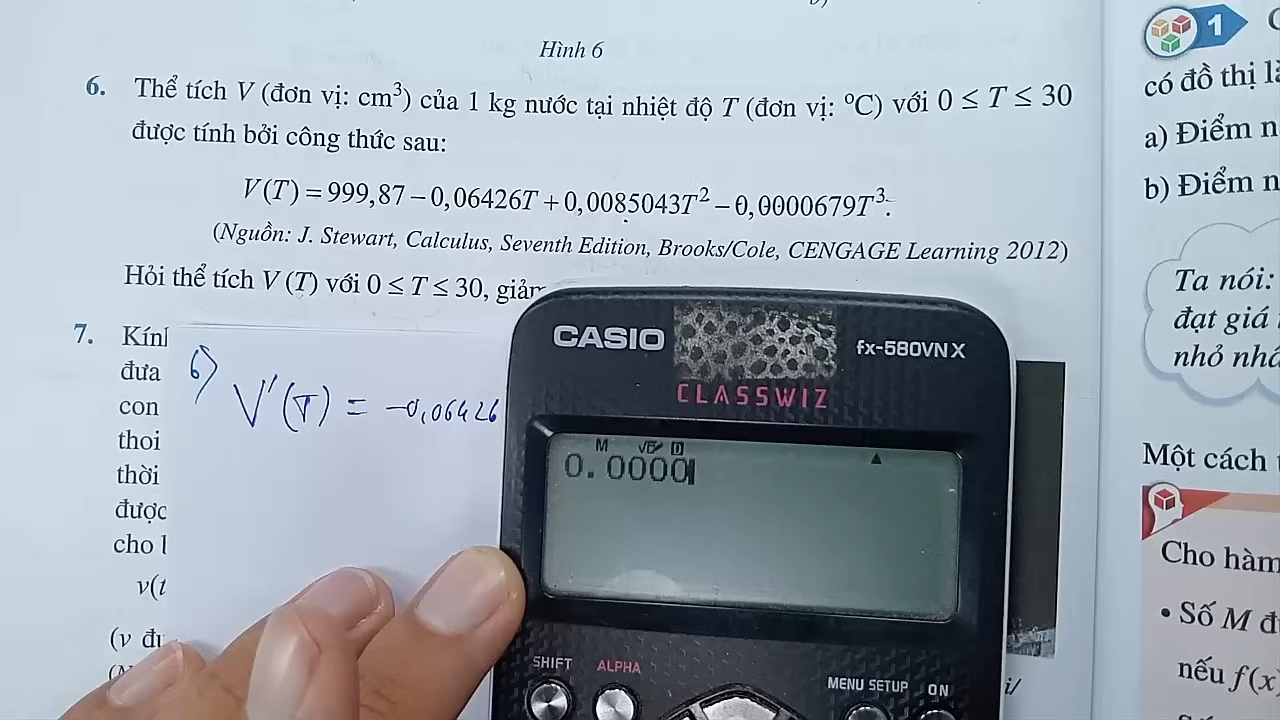 Hình 6
6. Thể tích V (đơn vị: cm³) của 1 kg nước tại nhiệt độ T (đơn vị: ⁰C) với 0 ≤ T ≤ 30
được tính bởi công thức sau:
V(T) = 999,87 − 0,06426T + 0,0085043T² − 0,0000679T³.
(Nguồn: J. Stewart, Calculus, Seventh Edition, Brooks/Cole, CENGAGE Learning 2012)
Hỏi thể tích V (T) với 0 ≤ T ≤ 30, giảm
7. Kính
đưa
con
thoi
thời
được
cho
v(t
(v
6)
V'(T) = −0,06426
CASIO
fx-580VN X
CLASSWIZ
M √□/ D ▲
0.0000
SHIFT ALPHA
MENU SETUP ON
i/
1
có đồ thị
a) Điểm n
b) Điểm n
Ta nói:
đạt giá
nhỏ nhấ
Một cách
Cho hàm
• Số M đ
nếu f(x